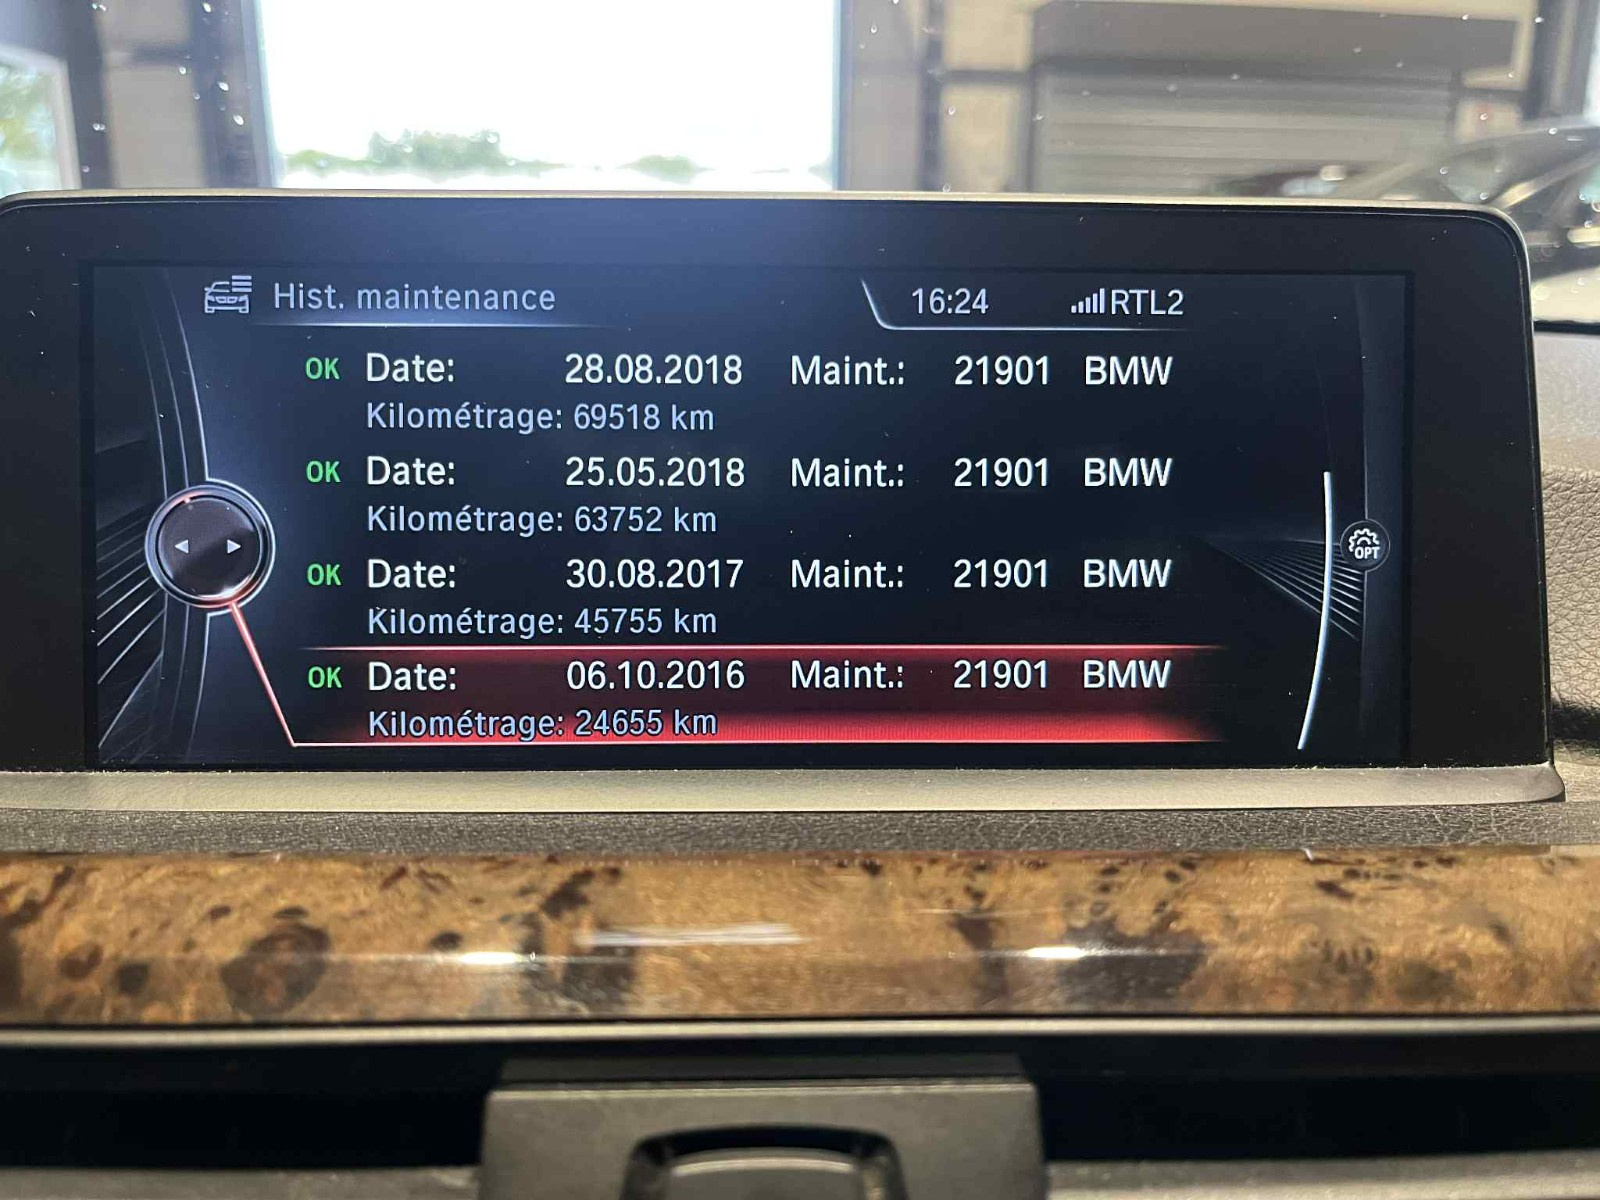 Hist. maintenance 16:24 RTL2
OK Date: 28.08.2018 Maint.: 21901 BMW
Kilométrage: 69518 km
OK Date: 25.05.2018 Maint.: 21901 BMW
Kilométrage: 63752 km
OK Date: 30.08.2017 Maint.: 21901 BMW
Kilométrage: 45755 km
OK Date: 06.10.2016 Maint.: 21901 BMW
Kilométrage: 24655 km
OPT